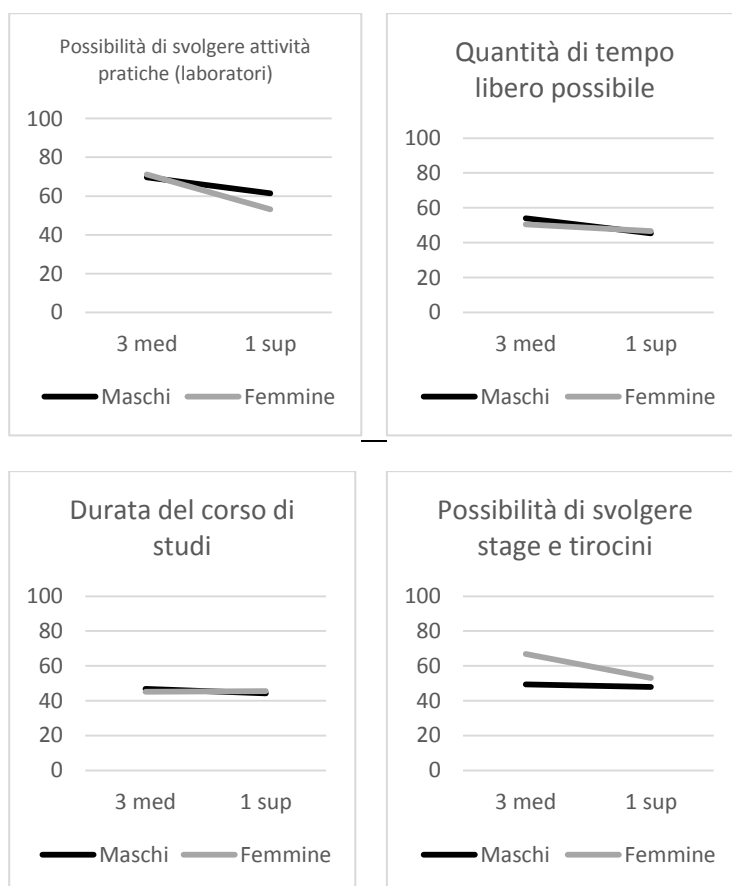 Possibilità di svolgere attività
pratiche (laboratori)
100
80
60
40
20
0
3 med 1 sup
Maschi Femmine
Quantità di tempo
libero possibile
100
80
60
40
20
0
3 med 1 sup
Maschi Femmine
Durata del corso di
studi
100
80
60
40
20
0
3 med 1 sup
Maschi Femmine
Possibilità di svolgere
stage e tirocini
100
80
60
40
20
0
3 med 1 sup
Maschi Femmine